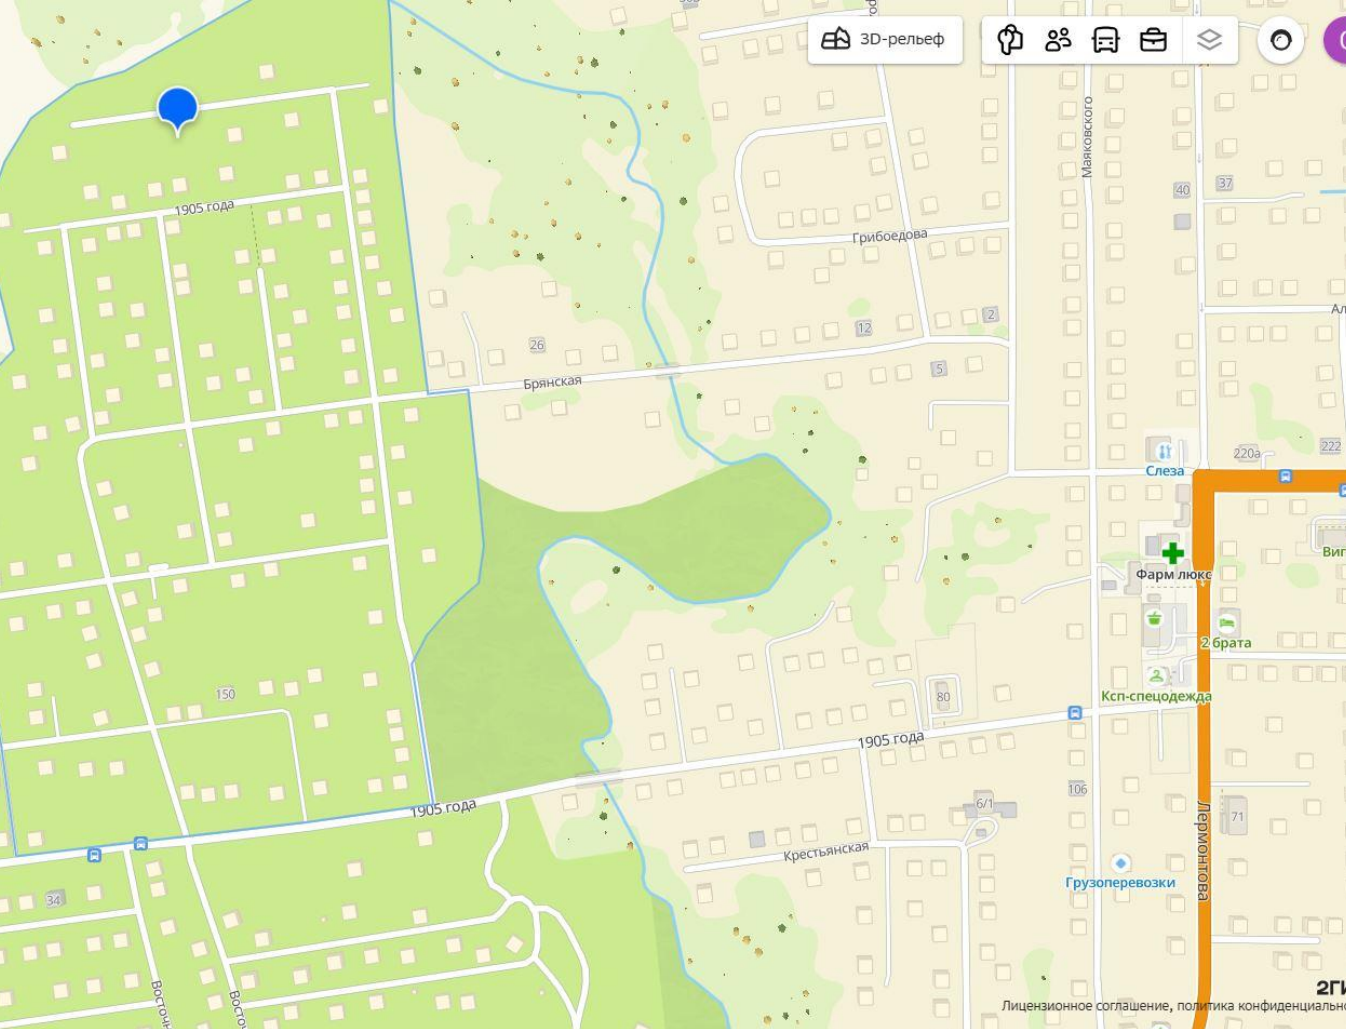 3D-рельеф
Маяковского
40
37
1905 года
Грибоедова
2
12
26
5
Брянская
220а
222
Слеза
Фарм люкс
2 брата
150
Ксп-спецодежда
80
1905 года
1905 года
106
6/1
71
Лермонтова
Крестьянская
Грузоперевозки
34
2ГИ
Лицензионное соглашение, политика конфиденциально